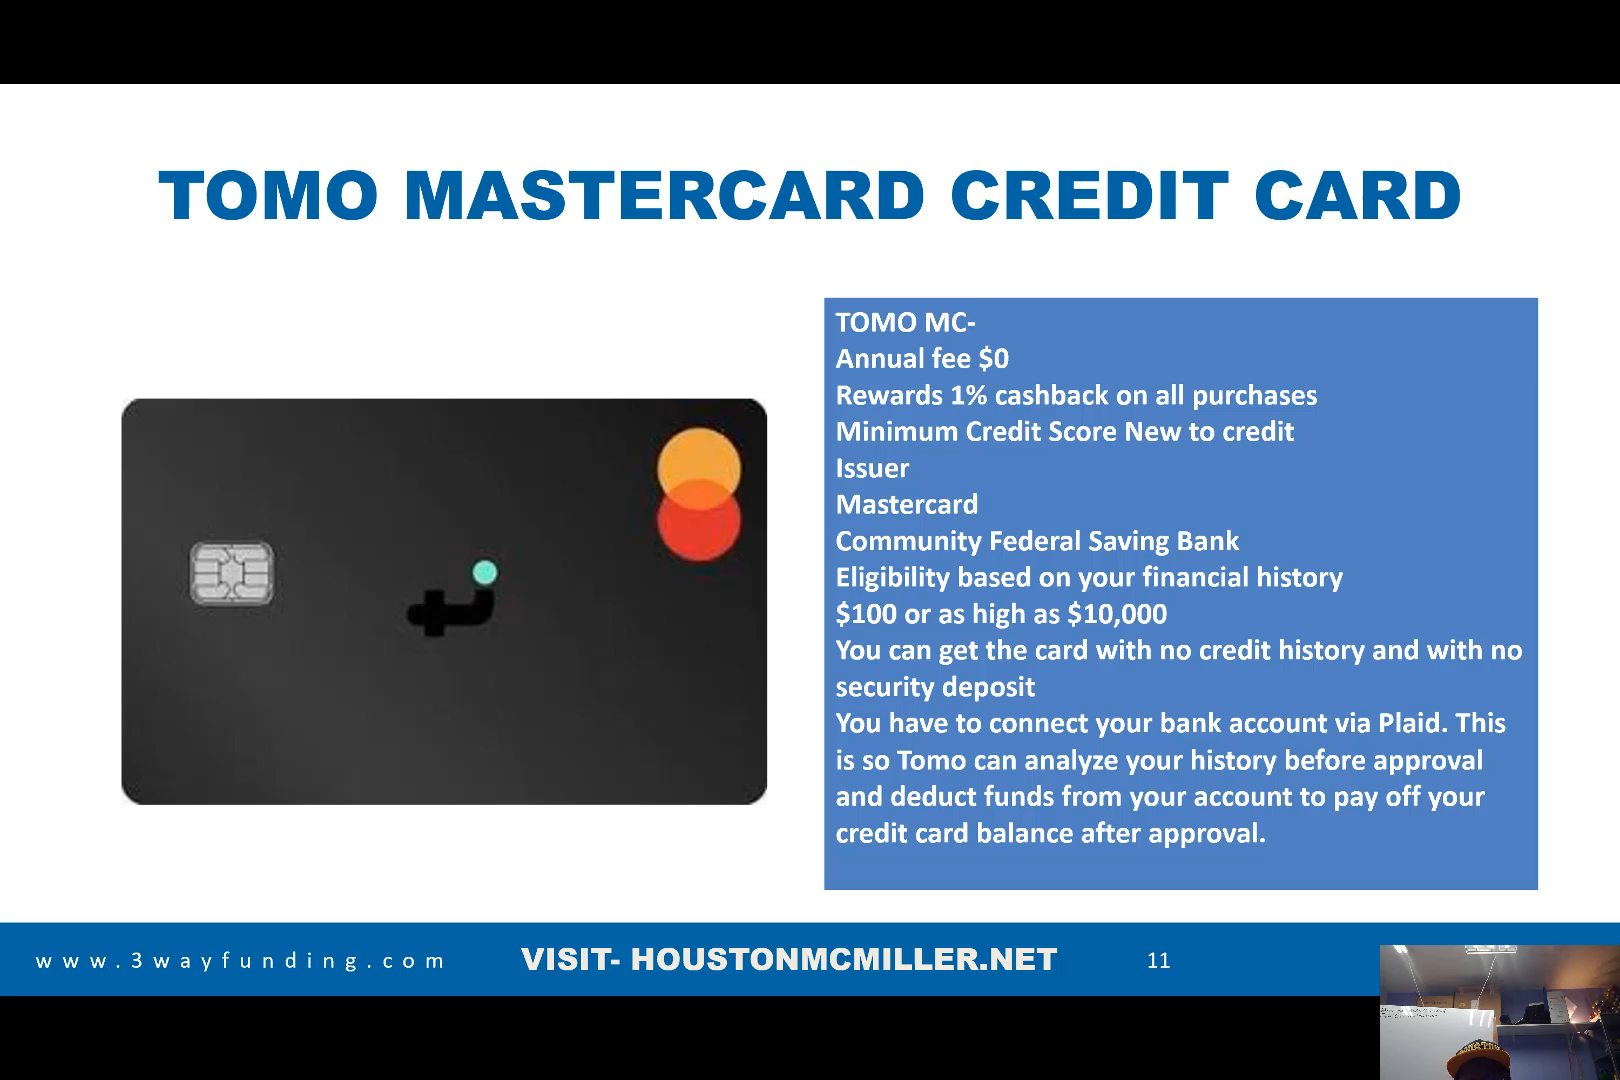 TOMO MASTERCARD CREDIT CARD
TOMO MC-
Annual fee $0
Rewards 1% cashback on all purchases
Minimum Credit Score New to credit
Issuer
Mastercard
Community Federal Saving Bank
Eligibility based on your financial history
$100 or as high as $10,000
You can get the card with no credit history and with no
security deposit
You have to connect your bank account via Plaid. This
is so Tomo can analyze your history before approval
and deduct funds from your account to pay off your
credit card balance after approval.
www.3wayfunding.com
VISIT- HOUSTONMCMILLER.NET
11